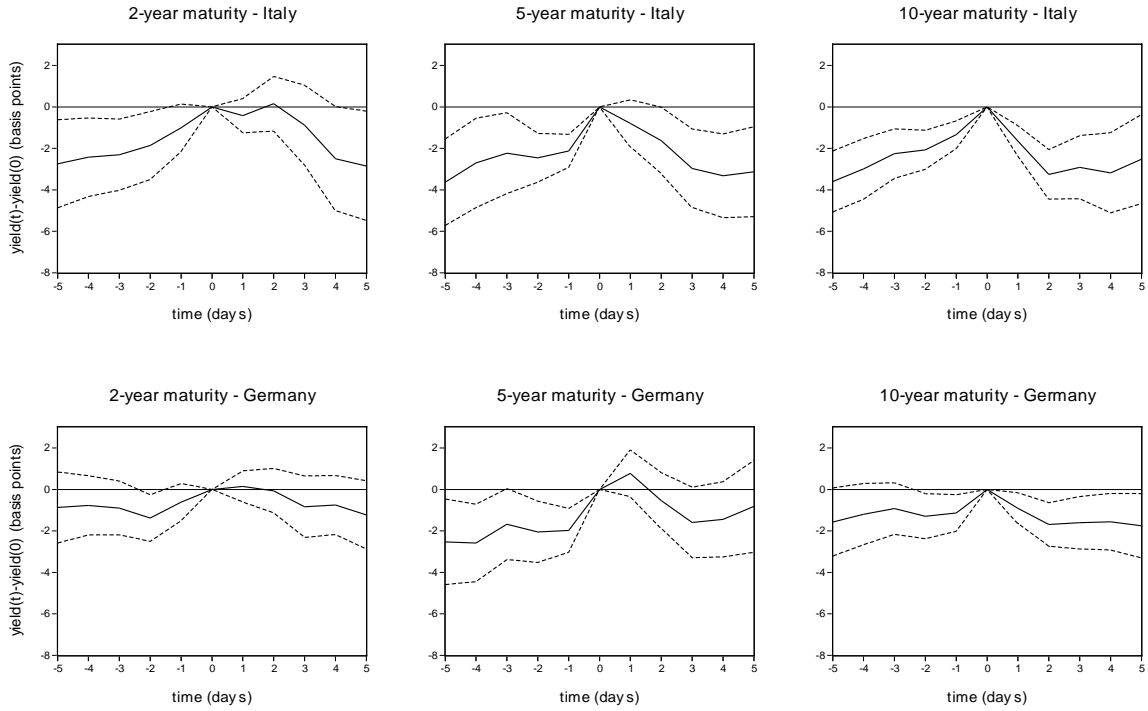 2-year maturity - Italy
5-year maturity - Italy
10-year maturity - Italy
yield(t)-yield(0) (basis points)
2
0
-2
-4
-6
-8
-5 -4 -3 -2 -1 0 1 2 3 4 5
time (days)
2
0
-2
-4
-6
-8
-5 -4 -3 -2 -1 0 1 2 3 4 5
time (days)
2
0
-2
-4
-6
-8
-5 -4 -3 -2 -1 0 1 2 3 4 5
time (days)
2-year maturity - Germany
5-year maturity - Germany
10-year maturity - Germany
yield(t)-yield(0) (basis points)
2
0
-2
-4
-6
-8
-5 -4 -3 -2 -1 0 1 2 3 4 5
time (days)
2
0
-2
-4
-6
-8
-5 -4 -3 -2 -1 0 1 2 3 4 5
time (days)
2
0
-2
-4
-6
-8
-5 -4 -3 -2 -1 0 1 2 3 4 5
time (days)